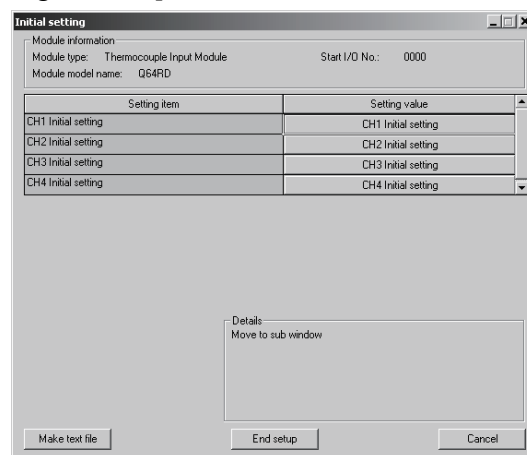 Initial setting
Module information
Module type: Thermocouple Input Module Start I/O No.: 0000
Module model name: Q64RD
Setting item Setting value
CH1 Initial setting CH1 Initial setting
CH2 Initial setting CH2 Initial setting
CH3 Initial setting CH3 Initial setting
CH4 Initial setting CH4 Initial setting
Details
Move to sub window
Make text file End setup Cancel